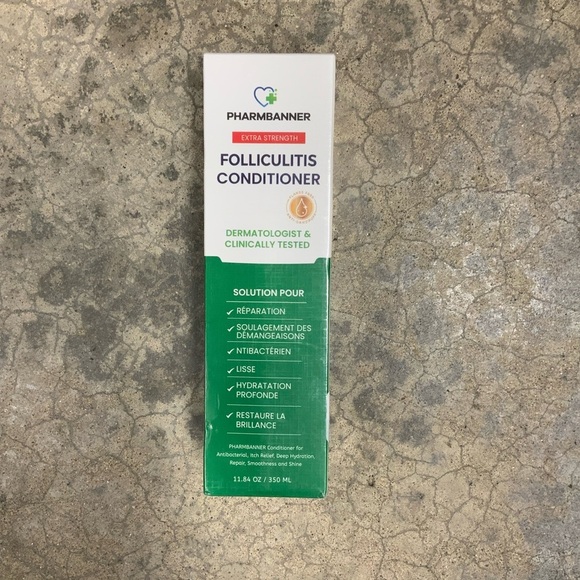 PHARMBANNER
EXTRA STRENGTH
FOLLICULITIS
CONDITIONER
DERMATOLOGIST &
CLINICALLY TESTED
SOLUTION POUR
RÉPARATION
SOULAGEMENT DES
DÉMANGEAISONS
NTIBACTÉRIEN
LISSE
HYDRATATION
PROFONDE
RESTAURE LA
BRILLANCE
PHARMBANNER Conditioner for
Antibacterial, Itch Relief, Deep Hydration,
Repair, Smoothness and Shine
11.84 OZ / 350 ML